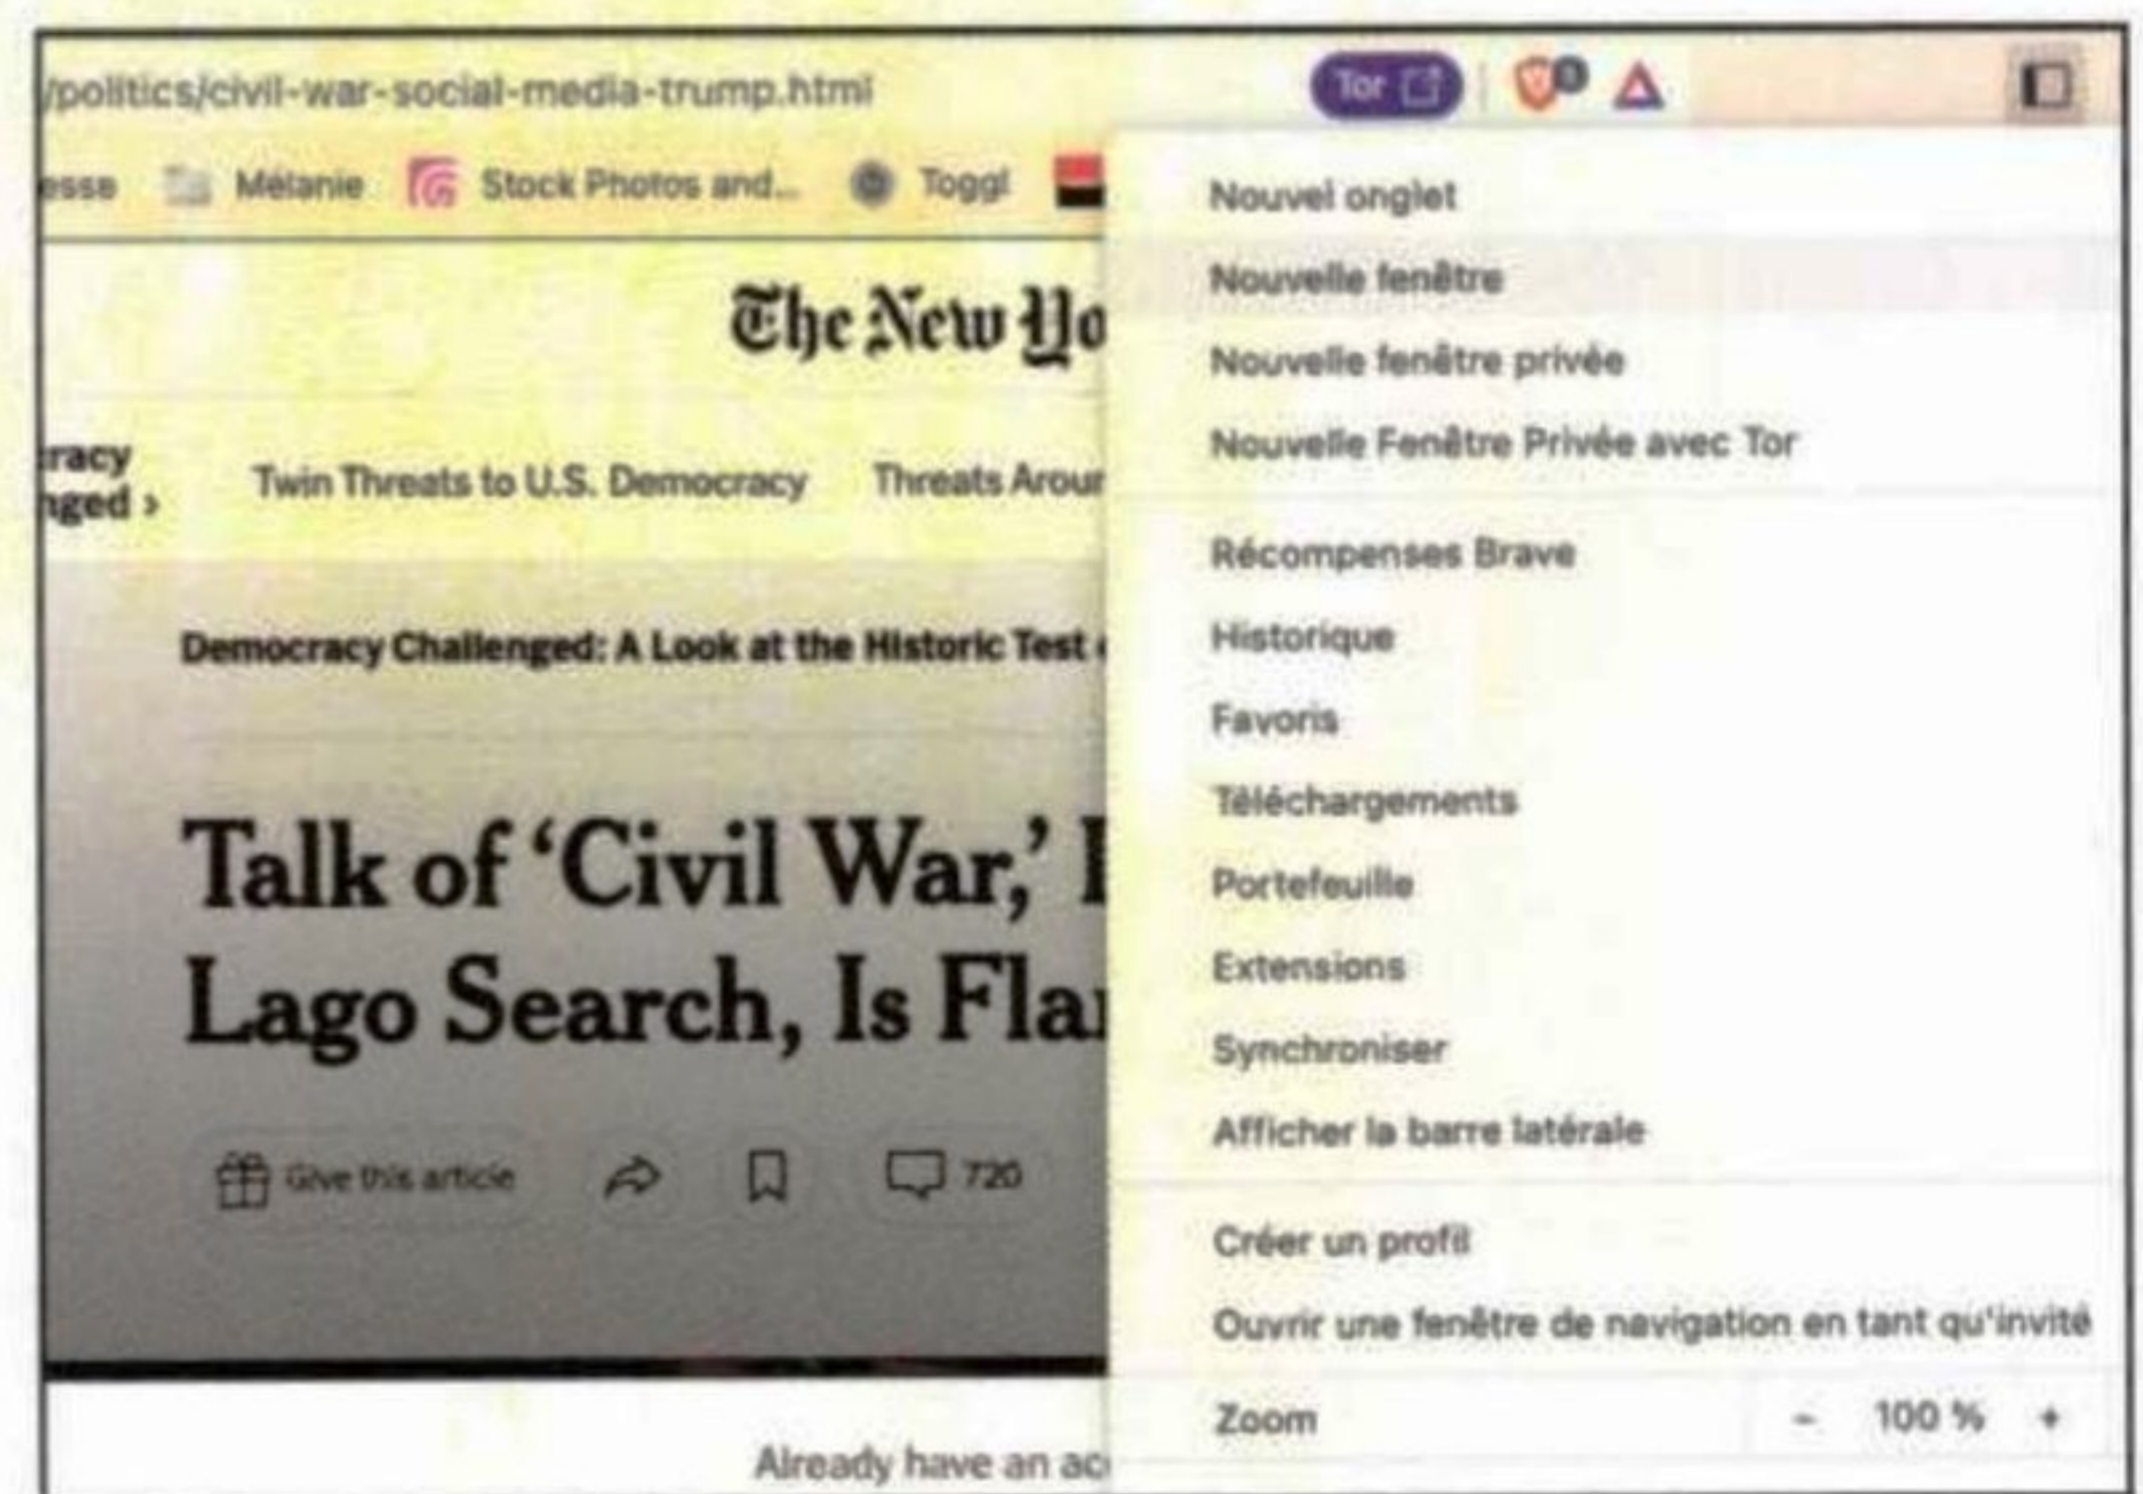 /politics/civil-war-social-media-trump.html
Tor
esse Mélanie Stock Photos and... Toggl
The New Yo
racy
nged >
Twin Threats to U.S. Democracy Threats Aroun
Democracy Challenged: A Look at the Historic Test
Talk of ‘Civil War,’
Lago Search, Is Fla
Give this article 720
Already have an acc
Nouvel onglet
Nouvelle fenêtre
Nouvelle fenêtre privée
Nouvelle Fenêtre Privée avec Tor
Récompenses Brave
Historique
Favoris
Téléchargements
Portefeuille
Extensions
Synchroniser
Afficher la barre latérale
Créer un profil
Ouvrir une fenêtre de navigation en tant qu'invité
Zoom - 100 % +